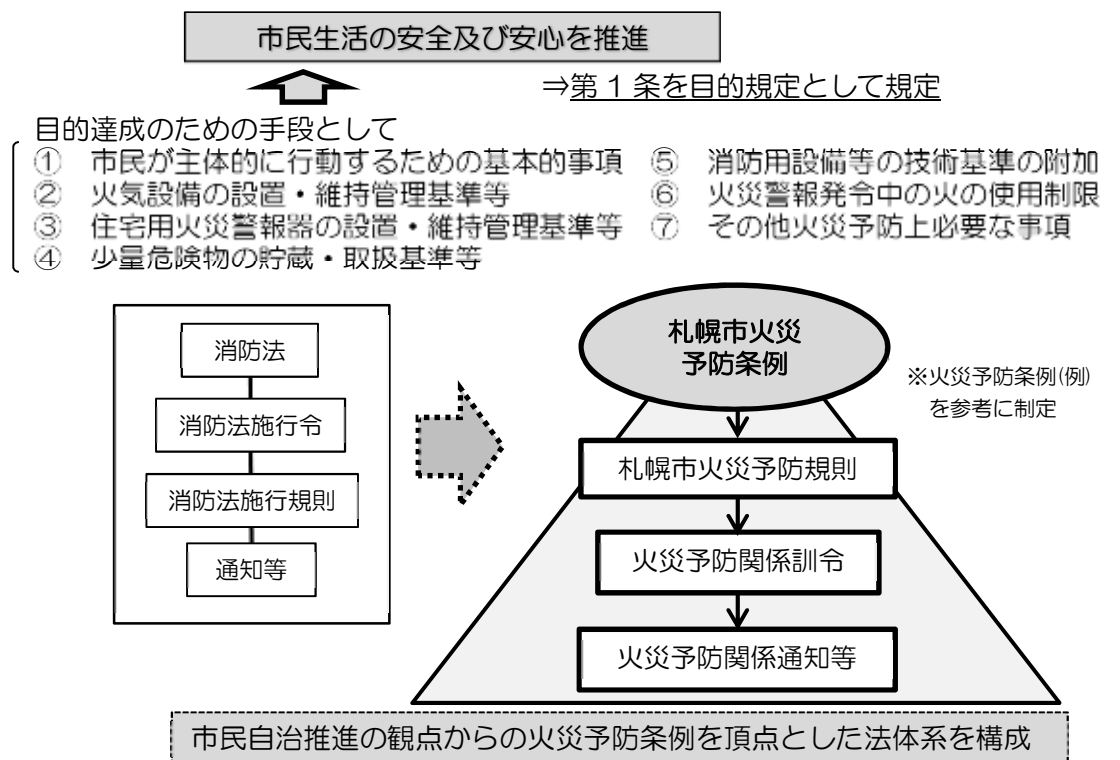 市民生活の安全及び安心を推進
⇒第1条を目的規定として規定
目的達成のための手段として
① 市民が主体的に行動するための基本的事項
② 火気設備の設置・維持管理基準等
③ 住宅用火災警報器の設置・維持管理基準等
④ 少量危険物の貯蔵・取扱基準等
⑤ 消防用設備等の技術基準の附加
⑥ 火災警報発令中の火の使用制限
⑦ その他火災予防上必要な事項
消防法
消防法施行令
消防法施行規則
通知等
札幌市火災
予防条例
※火災予防条例(例)
を参考に制定
札幌市火災予防規則
火災予防関係訓令
火災予防関係通知等
市民自治推進の観点からの火災予防条例を頂点とした法体系を構成